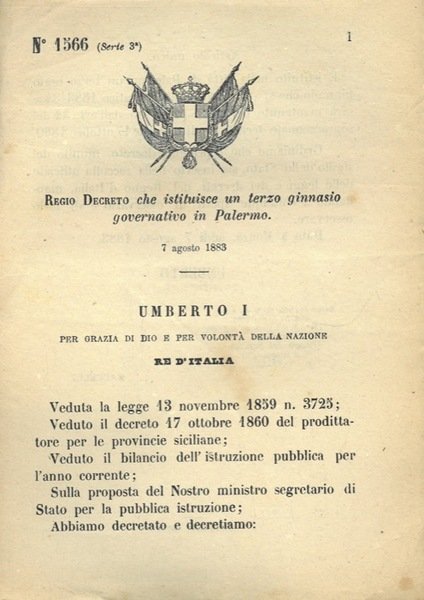 N° 1566 (Serie 3ª)
1
REGIO DECRETO che istituisce un terzo ginnasio
governativo in Palermo.
7 agosto 1883
UMBERTO I
PER GRAZIA DI DIO E PER VOLONTÀ DELLA NAZIONE
RE D'ITALIA
Veduta la legge 13 novembre 1859 n. 3725;
Veduto il decreto 17 ottobre 1860 del proditta-
tore per le provincie siciliane;
Veduto il bilancio dell'istruzione pubblica per
l'anno corrente;
Sulla proposta del Nostro ministro segretario di
Stato per la pubblica istruzione;
Abbiamo decretato e decretiamo: